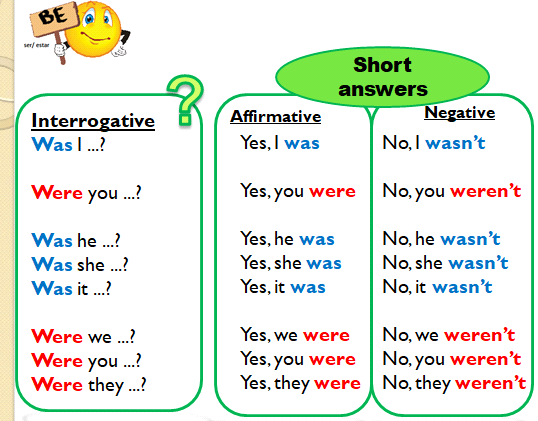 BE
ser/ estar
Short
answers
?
Interrogative
Was I ...?
Were you ...?
Was he ...?
Was she ...?
Was it ...?
Were we ...?
Were you ...?
Were they ...?
Affirmative
Yes, I was
Yes, you were
Yes, he was
Yes, she was
Yes, it was
Yes, we were
Yes, you were
Yes, they were
Negative
No, I wasn't
No, you weren't
No, he wasn't
No, she wasn't
No, it wasn't
No, we weren't
No, you weren't
No, they weren't